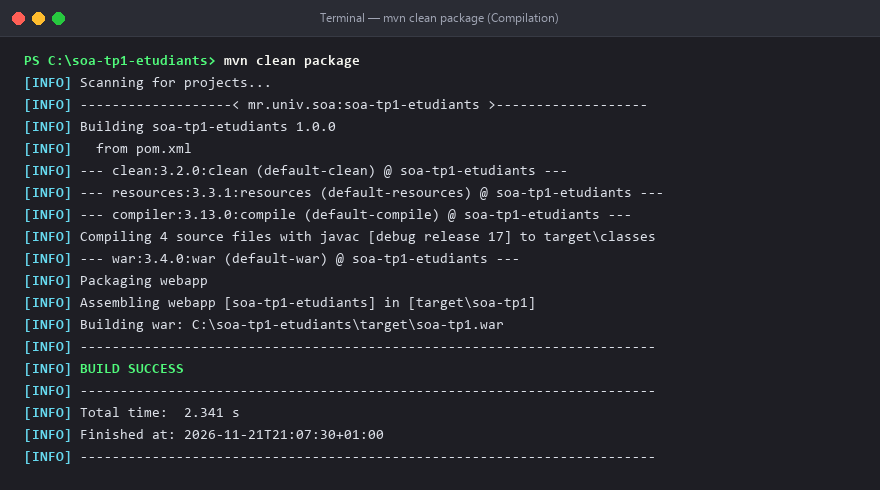 Terminal — mvn clean package (Compilation)
PS C:\soa-tp1-etudiants> mvn clean package
[INFO] Scanning for projects...
[INFO] -------------------< mr.univ.soa:soa-tp1-etudiants >-------------------
[INFO] Building soa-tp1-etudiants 1.0.0
[INFO]   from pom.xml
[INFO] --- clean:3.2.0:clean (default-clean) @ soa-tp1-etudiants ---
[INFO] --- resources:3.3.1:resources (default-resources) @ soa-tp1-etudiants ---
[INFO] --- compiler:3.13.0:compile (default-compile) @ soa-tp1-etudiants ---
[INFO] Compiling 4 source files with javac [debug release 17] to target\classes
[INFO] --- war:3.4.0:war (default-war) @ soa-tp1-etudiants ---
[INFO] Packaging webapp
[INFO] Assembling webapp [soa-tp1-etudiants] in [target\soa-tp1]
[INFO] Building war: C:\soa-tp1-etudiants\target\soa-tp1.war
[INFO] ------------------------------------------------------------------------
[INFO] BUILD SUCCESS
[INFO] ------------------------------------------------------------------------
[INFO] Total time:  2.341 s
[INFO] Finished at: 2026-11-21T21:07:30+01:00
[INFO] ------------------------------------------------------------------------